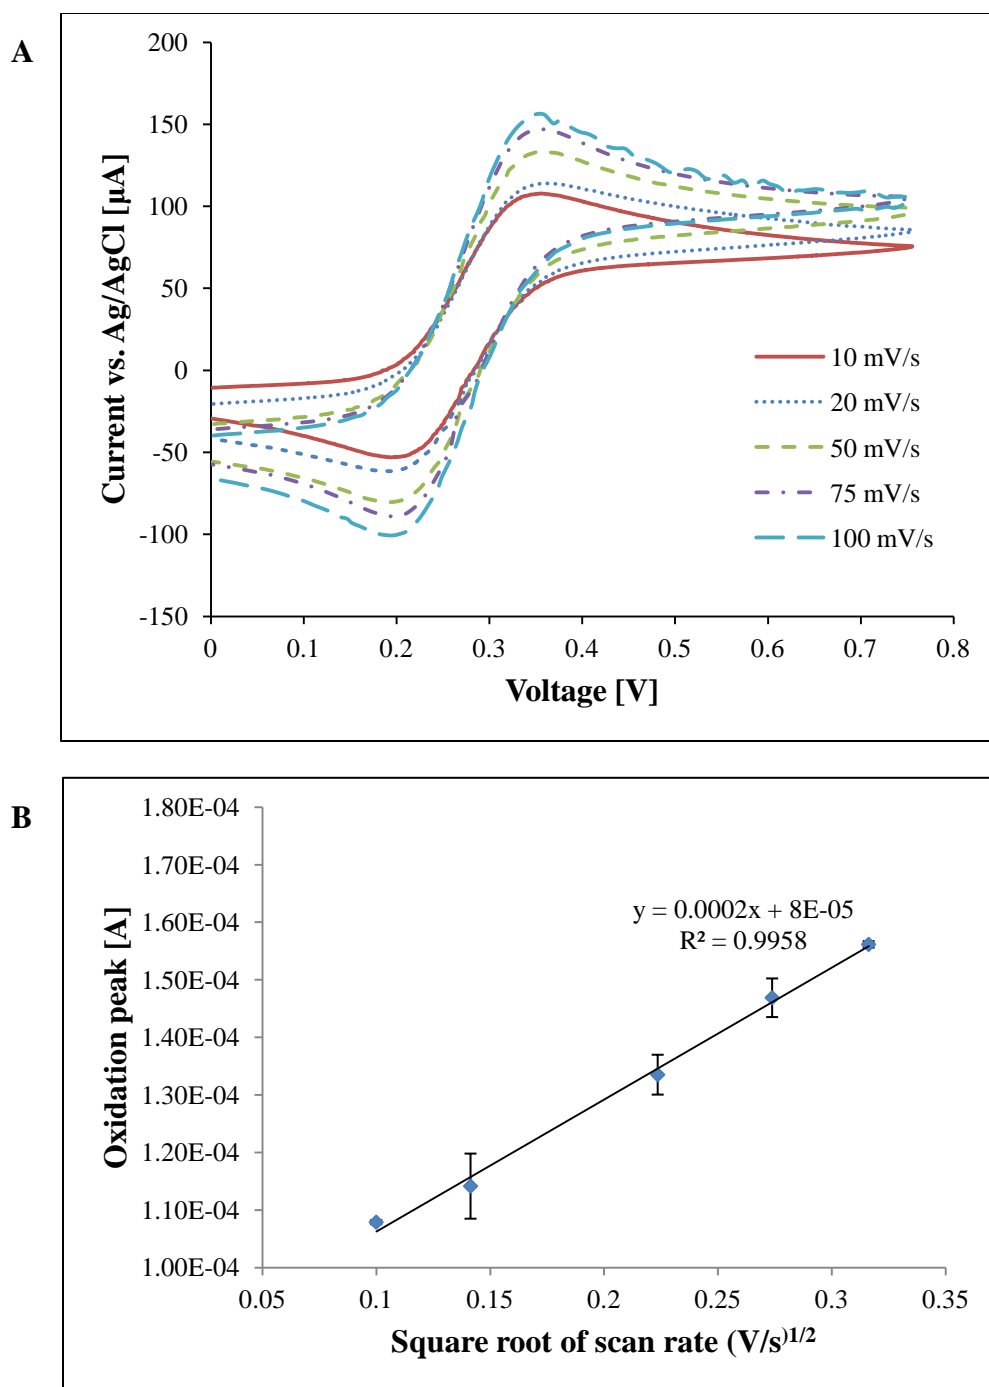 A
200
150
100
50
0
-50
-100
-150
Current vs. Ag/AgCl [µA]
10 mV/s
20 mV/s
50 mV/s
75 mV/s
100 mV/s
0 0.1 0.2 0.3 0.4 0.5 0.6 0.7 0.8
Voltage [V]
B
1.80E-04
1.70E-04
1.60E-04
1.50E-04
1.40E-04
1.30E-04
1.20E-04
1.10E-04
1.00E-04
Oxidation peak [A]
y = 0.0002x + 8E-05
R² = 0.9958
0.05 0.1 0.15 0.2 0.25 0.3 0.35
Square root of scan rate (V/s)1/2